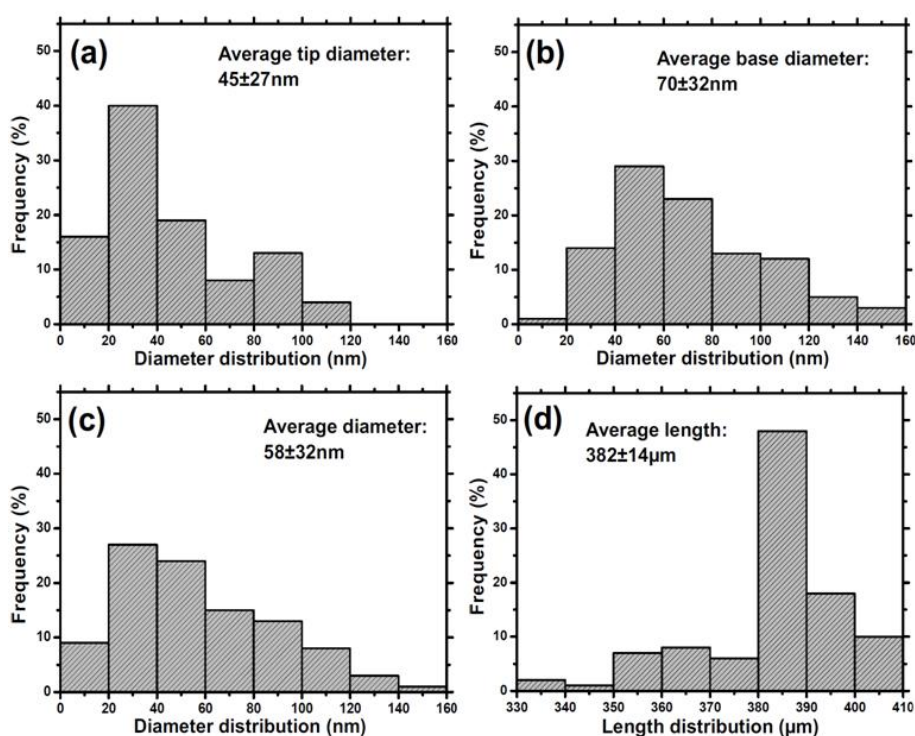 (a)
Average tip diameter:
45±27nm
Frequency (%)
50
40
30
20
10
0
0 20 40 60 80 100 120 140 160
Diameter distribution (nm)
(b)
Average base diameter:
70±32nm
Frequency (%)
50
40
30
20
10
0
0 20 40 60 80 100 120 140 160
Diameter distribution (nm)
(c)
Average diameter:
58±32nm
Frequency (%)
50
40
30
20
10
0
0 20 40 60 80 100 120 140 160
Diameter distribution (nm)
(d)
Average length:
382±14μm
Frequency (%)
50
40
30
20
10
0
330 340 350 360 370 380 390 400 410
Length distribution (μm)